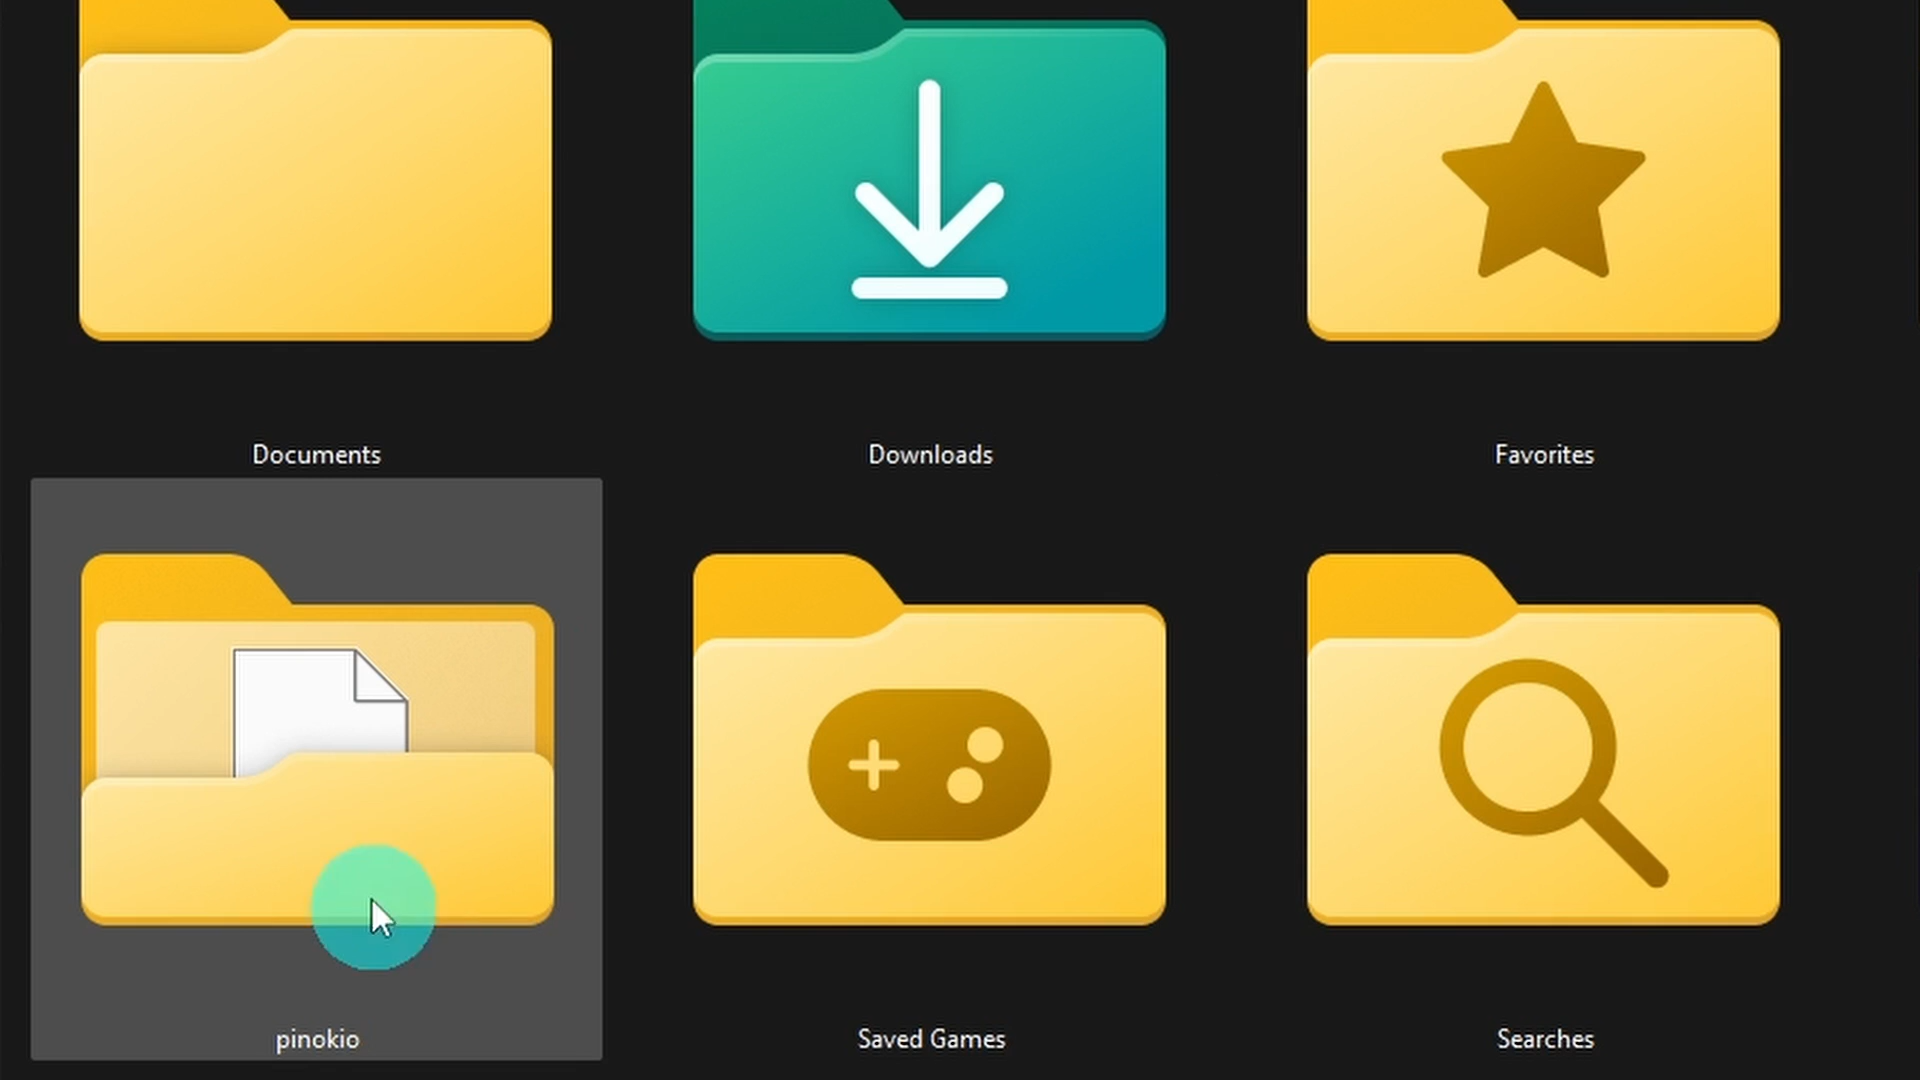 Documents
Downloads
Favorites
pinokio
Saved Games
Searches